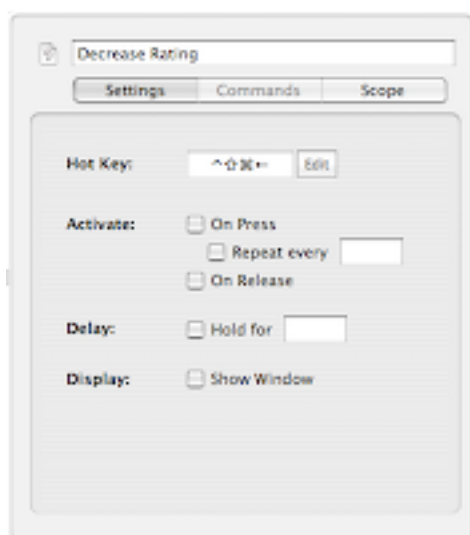 Decrease Rating
Settings Commands Scope
Hot Key: ^⇧⌘← Edit
Activate: On Press
Repeat every
On Release
Delay: Hold for
Display: Show Window